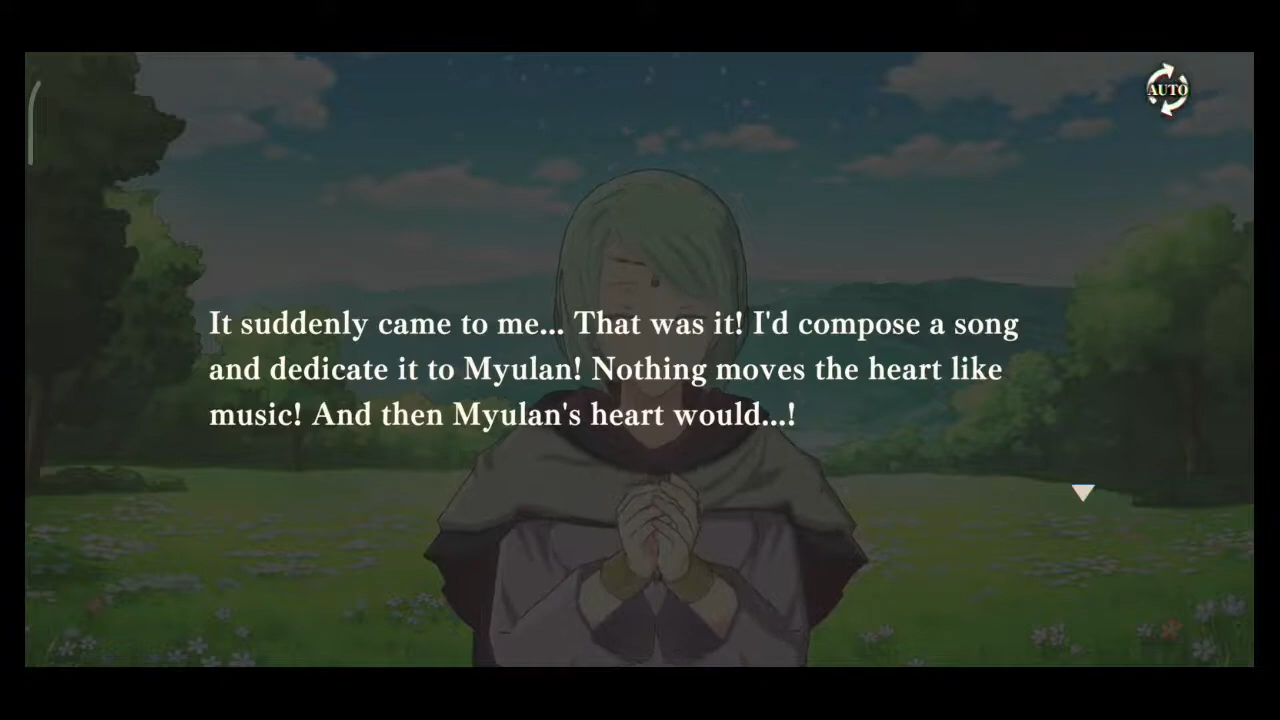 AUTO
It suddenly came to me... That was it! I'd compose a song
and dedicate it to Myulan! Nothing moves the heart like
music! And then Myulan's heart would...!